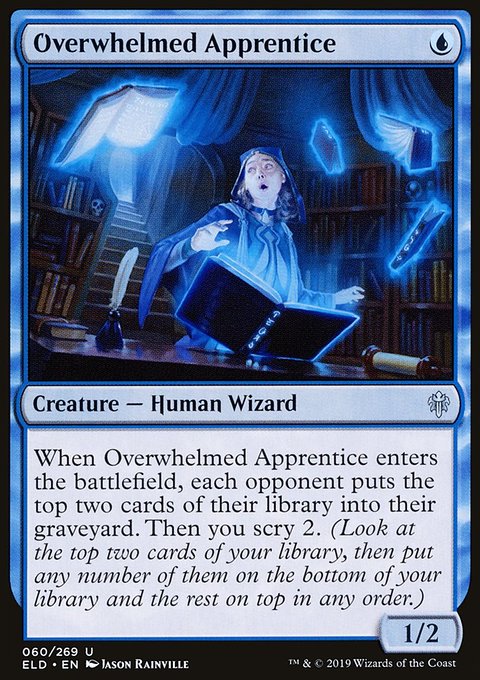 Overwhelmed Apprentice
Creature — Human Wizard
When Overwhelmed Apprentice enters
the battlefield, each opponent puts the
top two cards of their library into their
graveyard. Then you scry 2. (Look at
the top two cards of your library, then put
any number of them on the bottom of your
library and the rest on top in any order.)
1/2
060/269 U
ELD • EN Jason Rainville
™ & © 2019 Wizards of the Coast